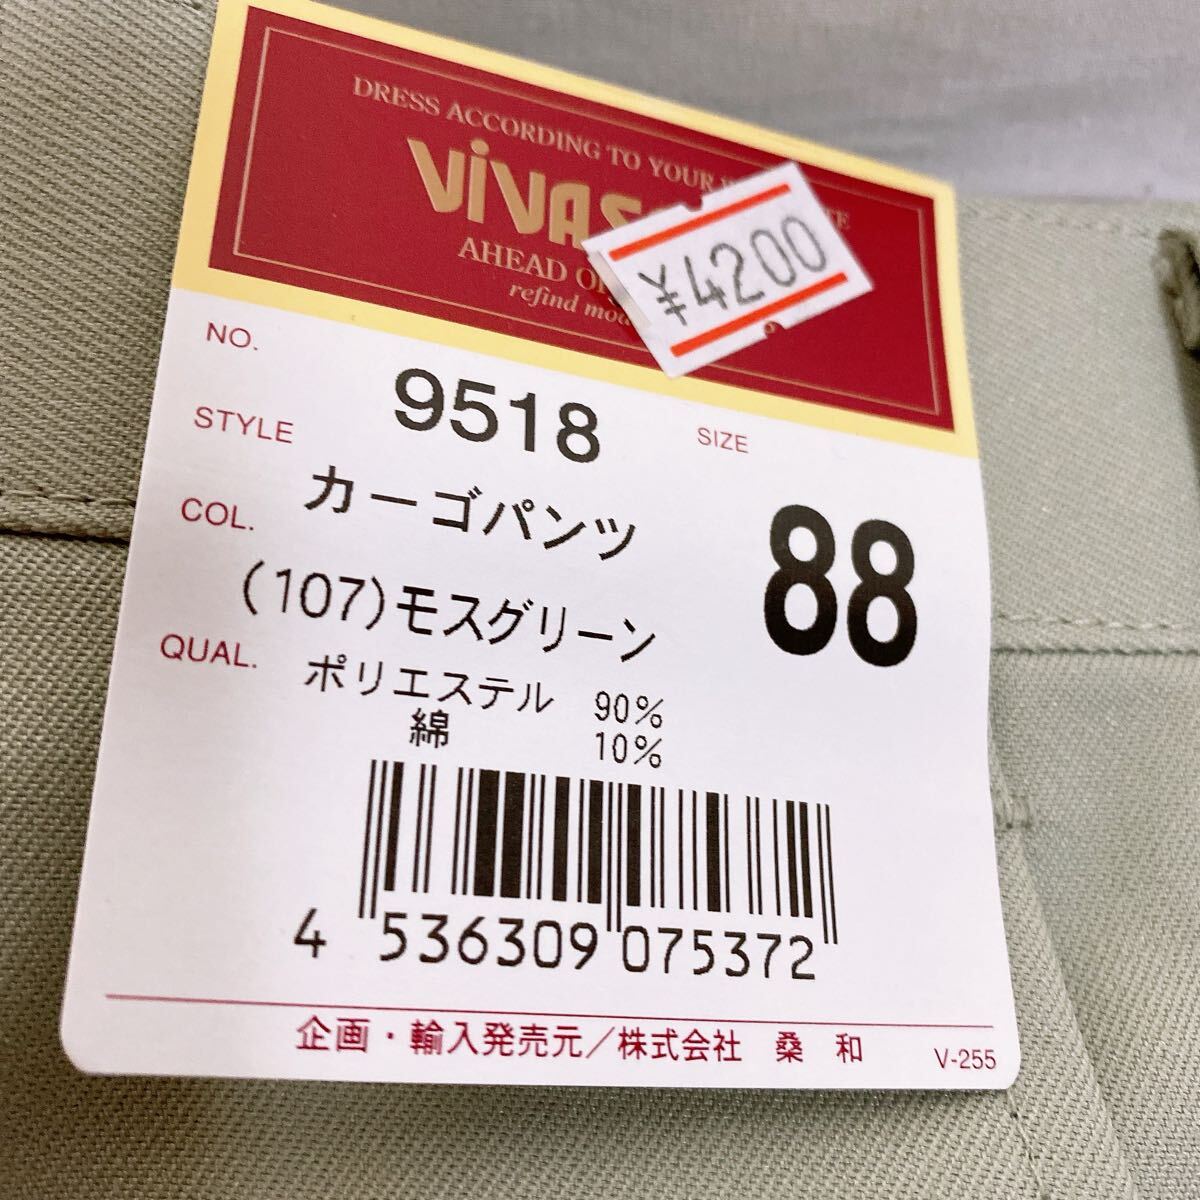 DRESS ACCORDING TO YOUR
ViVAS
AHEAD
refind
¥4200
NO. 9518
STYLE カーゴパンツ
SIZE 88
COL. (107)モスグリーン
QUAL. ポリエステル 90%
綿 10%
4 536309 075372
企画・輸入発売元/株式会社 桑 和
V-255